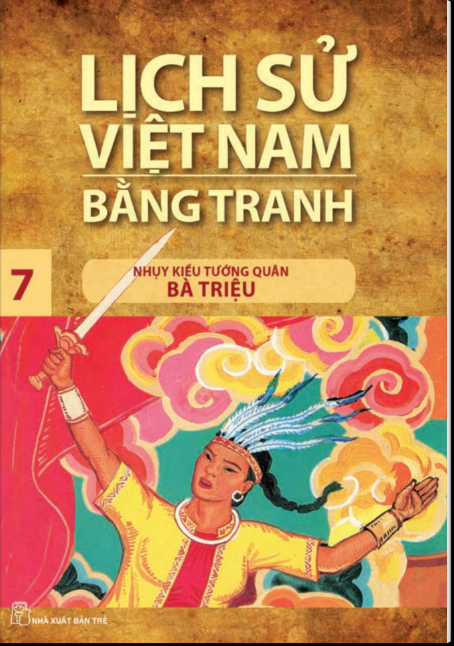 LỊCH SỬ
VIỆT NAM
BẰNG TRANH
7
NHỤY KIỀU TƯỚNG QUÂN
BÀ TRIỆU
NHÀ XUẤT BẢN TRẺ